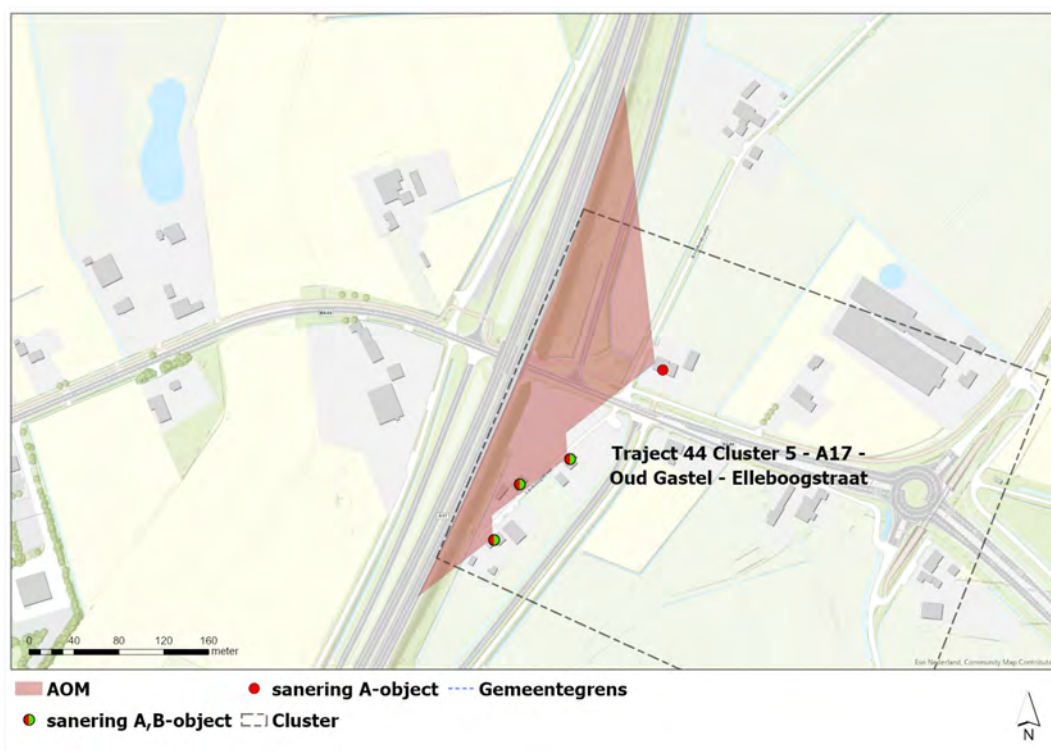 Traject 44 Cluster 5 - A17 -
Oud Gastel - Elleboogstraat
0 40 80 120 160
meter
Esri Nederland, Community Map Contribut
AOM
sanering A-object
Gemeentegrens
sanering A,B-object
Cluster
N